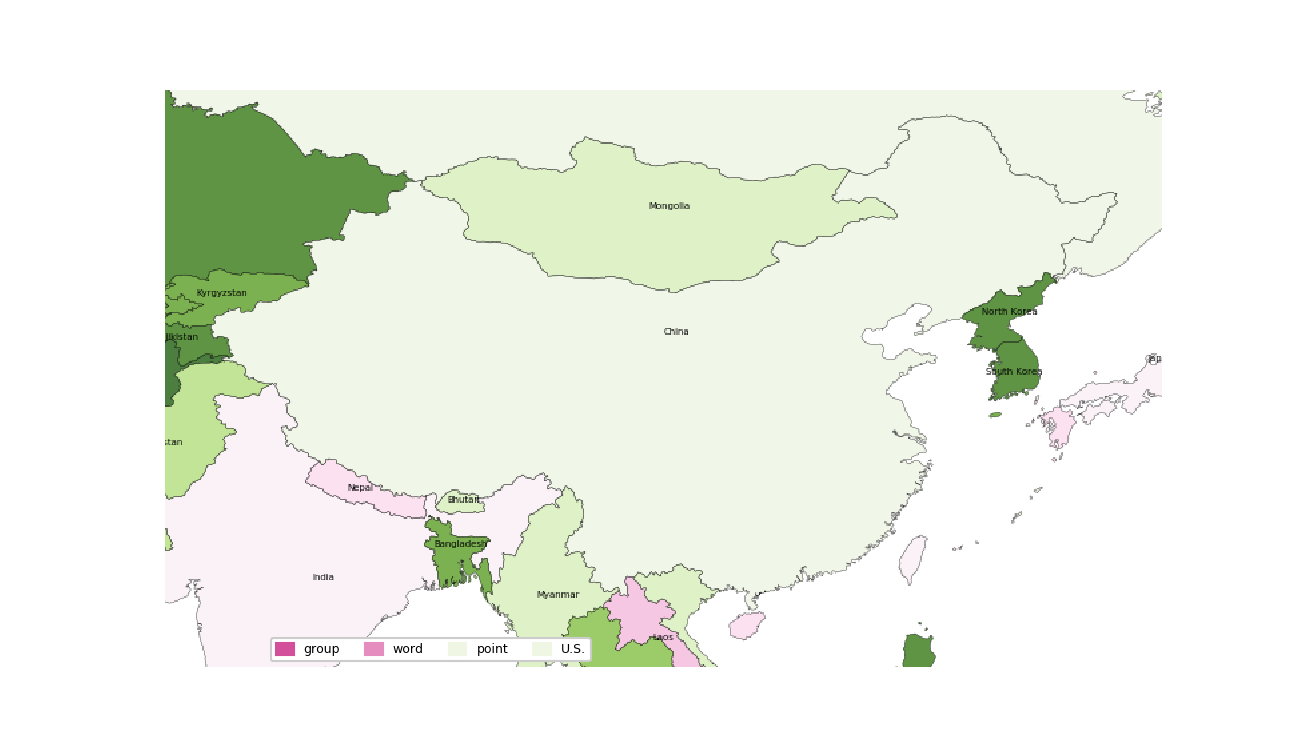 Mongolia
Kyrgyzstan
North Korea
China
jikistan
Jap
South Korea
stan
Nepal
Bhutan
Bangladesh
India
Myanmar
Laos
group word point U.S.